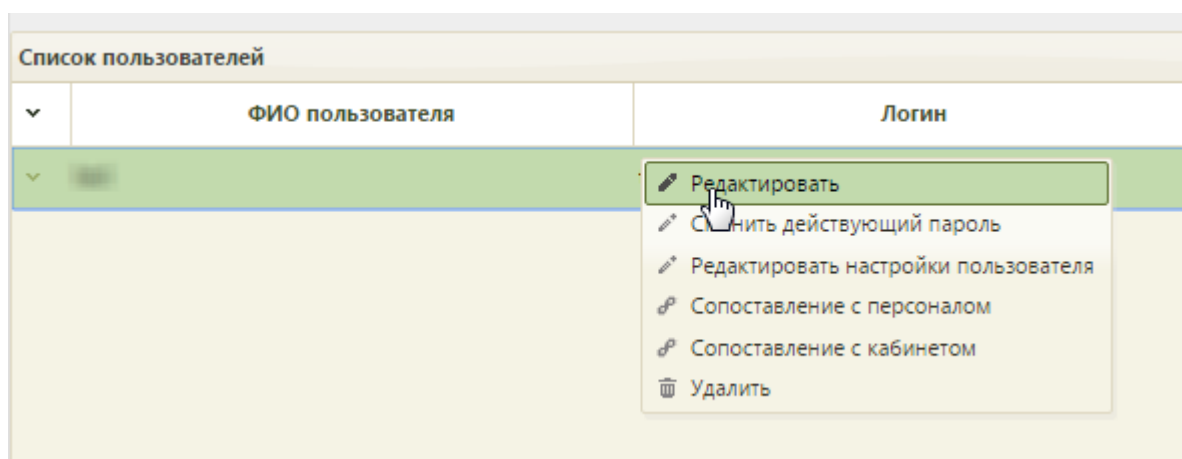 Список пользователей
ФИО пользователя Логин
Редактировать
Сменить действующий пароль
Редактировать настройки пользователя
Сопоставление с персоналом
Сопоставление с кабинетом
Удалить